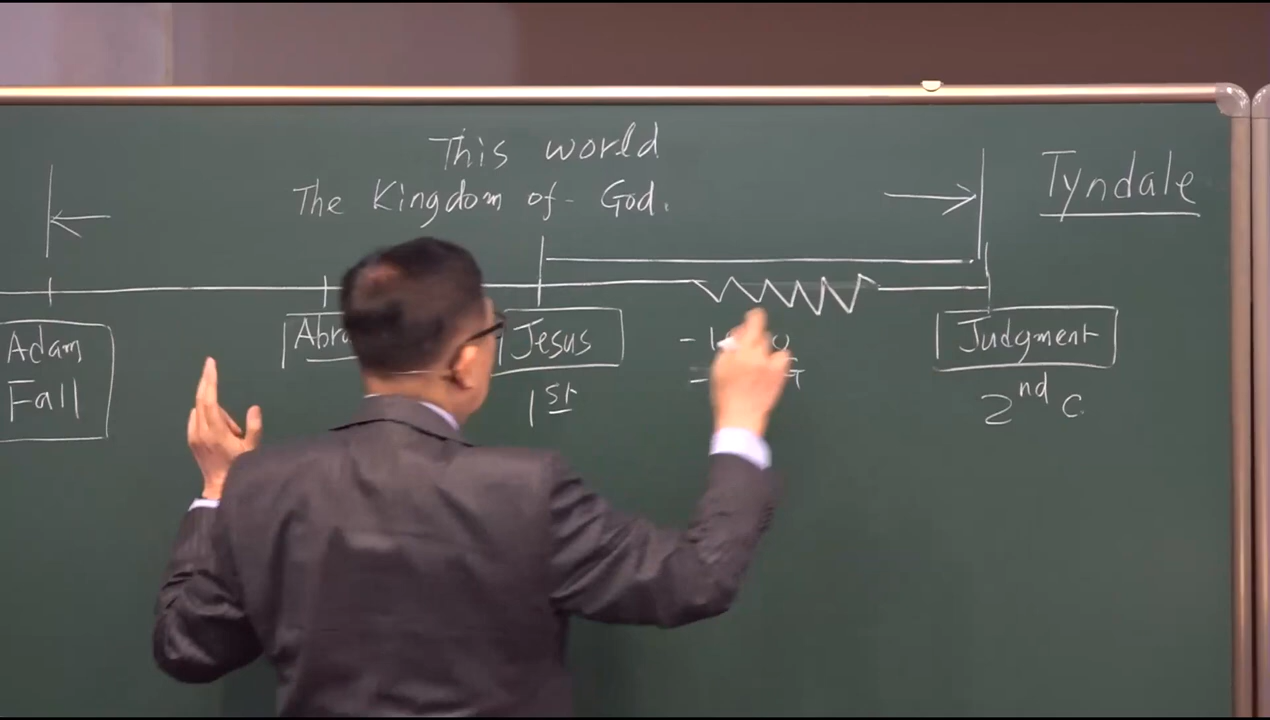 This world
The Kingdom of God.
Tyndale
Adam
Fall
Jesus
1st
Judgment
2nd C.